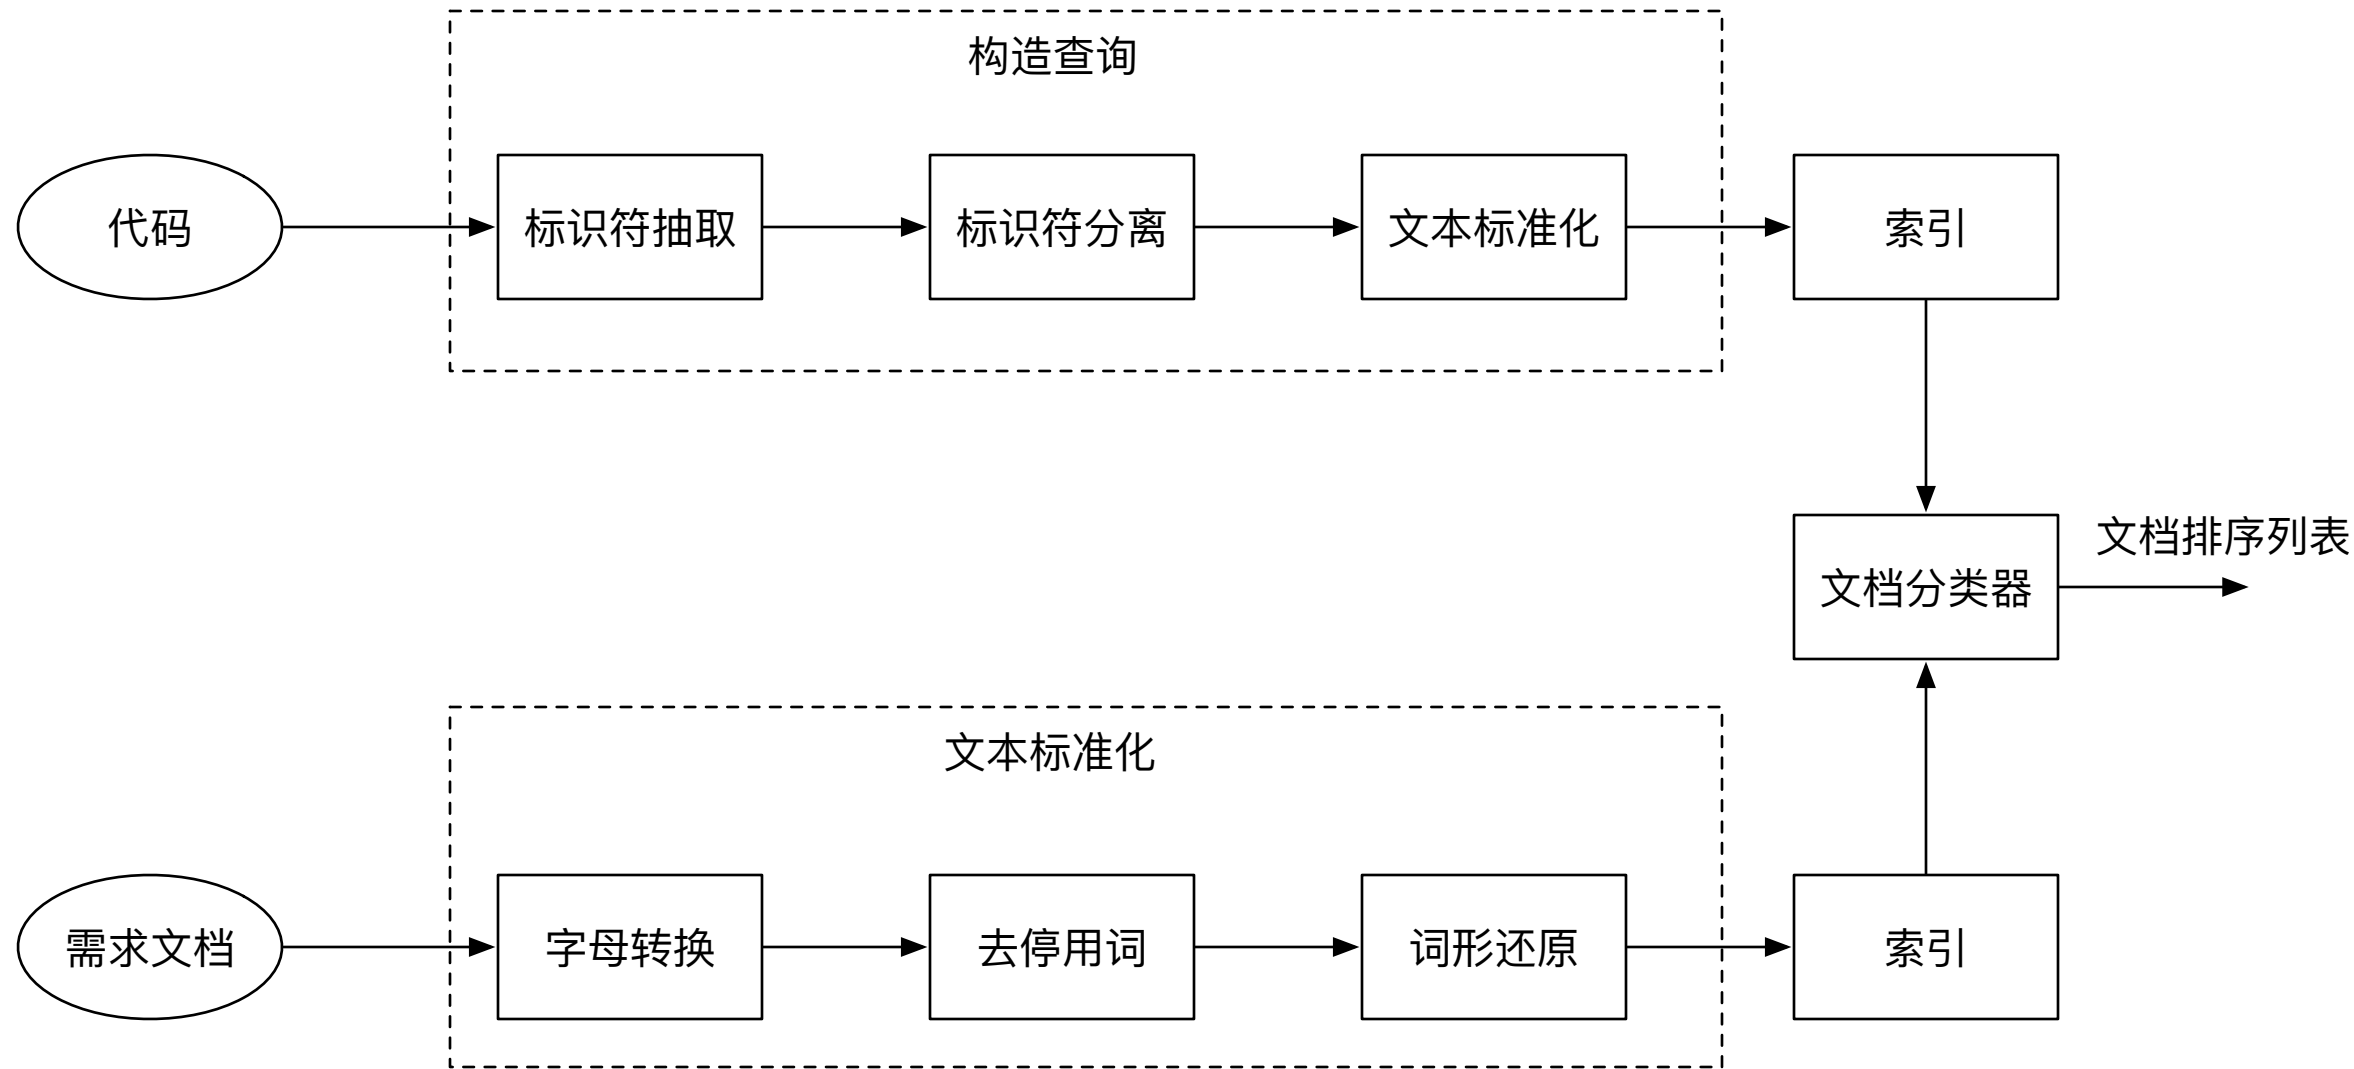 构造查询
代码
标识符抽取
标识符分离
文本标准化
索引
文档排序列表
文档分类器
文本标准化
需求文档
字母转换
去停用词
词形还原
索引